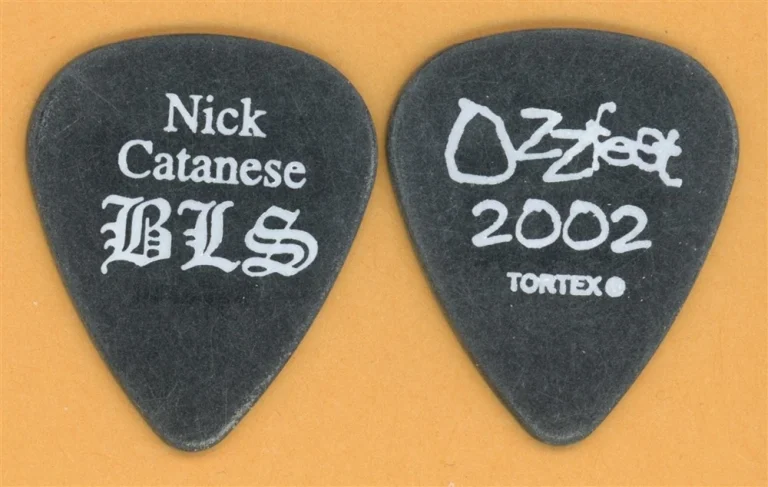 Nick
Catanese
BLS
Ozzfest
2002
TORTEX